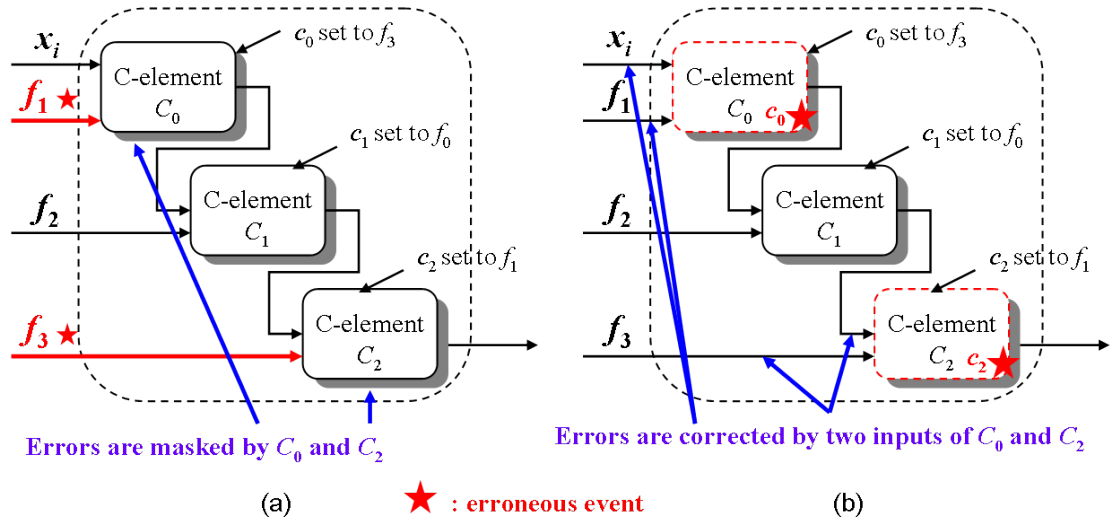 x_i
c_0 set to f_3
C-element
C_0
f_1
c_1 set to f_0
C-element
C_1
f_2
c_2 set to f_1
C-element
C_2
f_3
Errors are masked by C_0 and C_2
(a)
x_i
c_0 set to f_3
C-element
C_0 c_0
f_1
c_1 set to f_0
C-element
C_1
f_2
c_2 set to f_1
C-element
C_2 c_2
f_3
Errors are corrected by two inputs of C_0 and C_2
(b)
: erroneous event